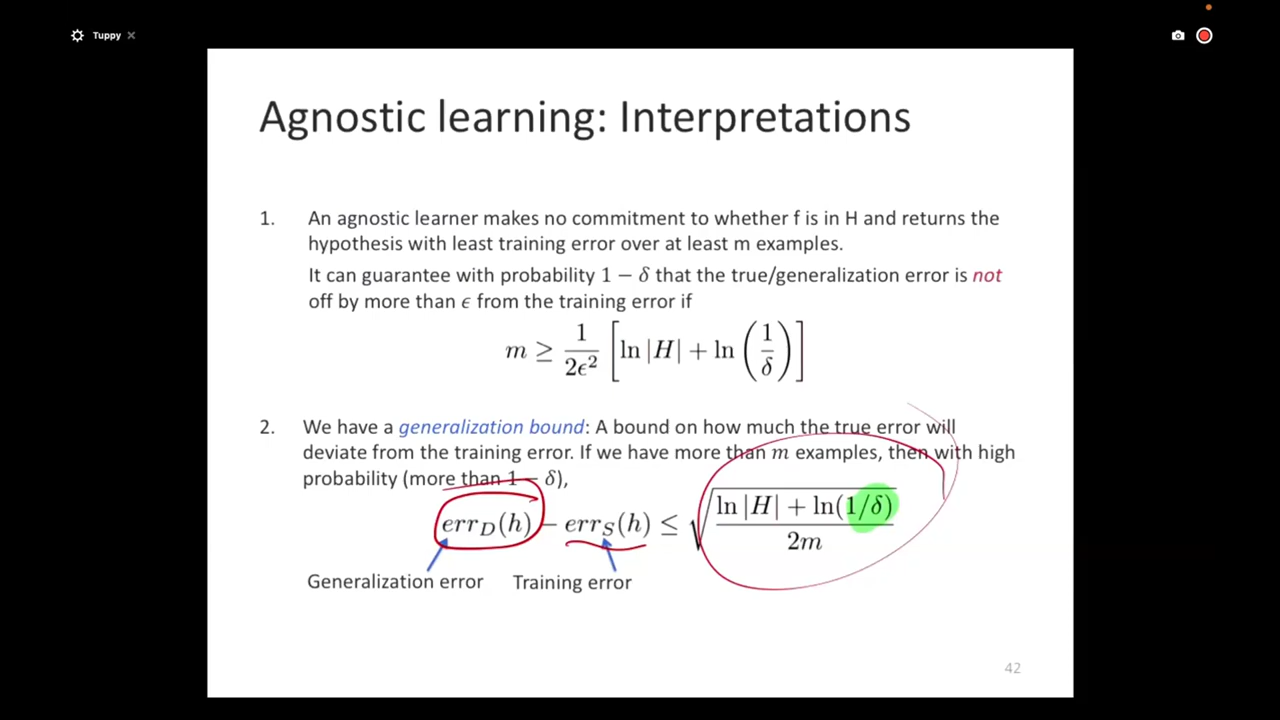 Tuppy ×
Agnostic learning: Interpretations
1. An agnostic learner makes no commitment to whether f is in H and returns the
hypothesis with least training error over at least m examples.
It can guarantee with probability 1 − δ that the true/generalization error is not
off by more than ϵ from the training error if
m ≥ 1/(2ϵ²) [ln |H| + ln (1/δ)]
2. We have a generalization bound: A bound on how much the true error will
deviate from the training error. If we have more than m examples, then with high
probability (more than 1 − δ),
err_D(h) − err_S(h) ≤ √((ln |H| + ln(1/δ))/(2m))
Generalization error Training error
42